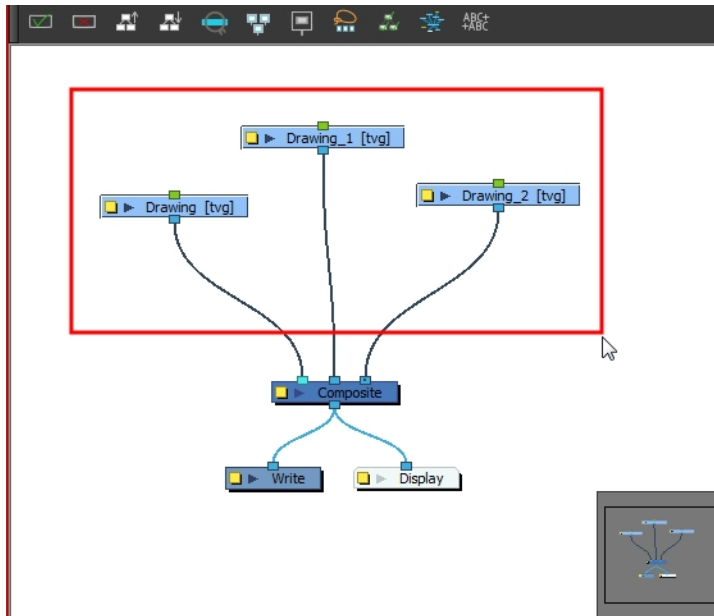 ABC+
+ABC
Drawing_1 [tvg]
Drawing_2 [tvg]
Drawing [tvg]
Composite
Write
Display